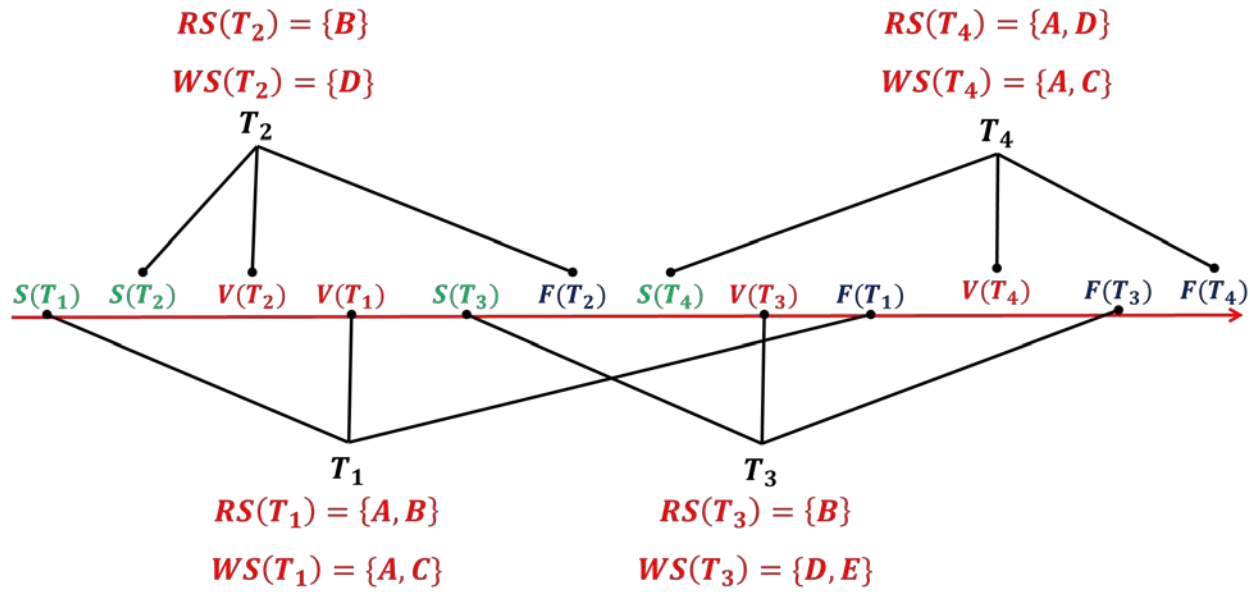 RS(T₂) = {B}
WS(T₂) = {D}
T₂
RS(T₄) = {A, D}
WS(T₄) = {A, C}
T₄
S(T₁) S(T₂) V(T₂) V(T₁) S(T₃) F(T₂) S(T₄) V(T₃) F(T₁) V(T₄) F(T₃) F(T₄)
T₁
RS(T₁) = {A, B}
WS(T₁) = {A, C}
T₃
RS(T₃) = {B}
WS(T₃) = {D, E}